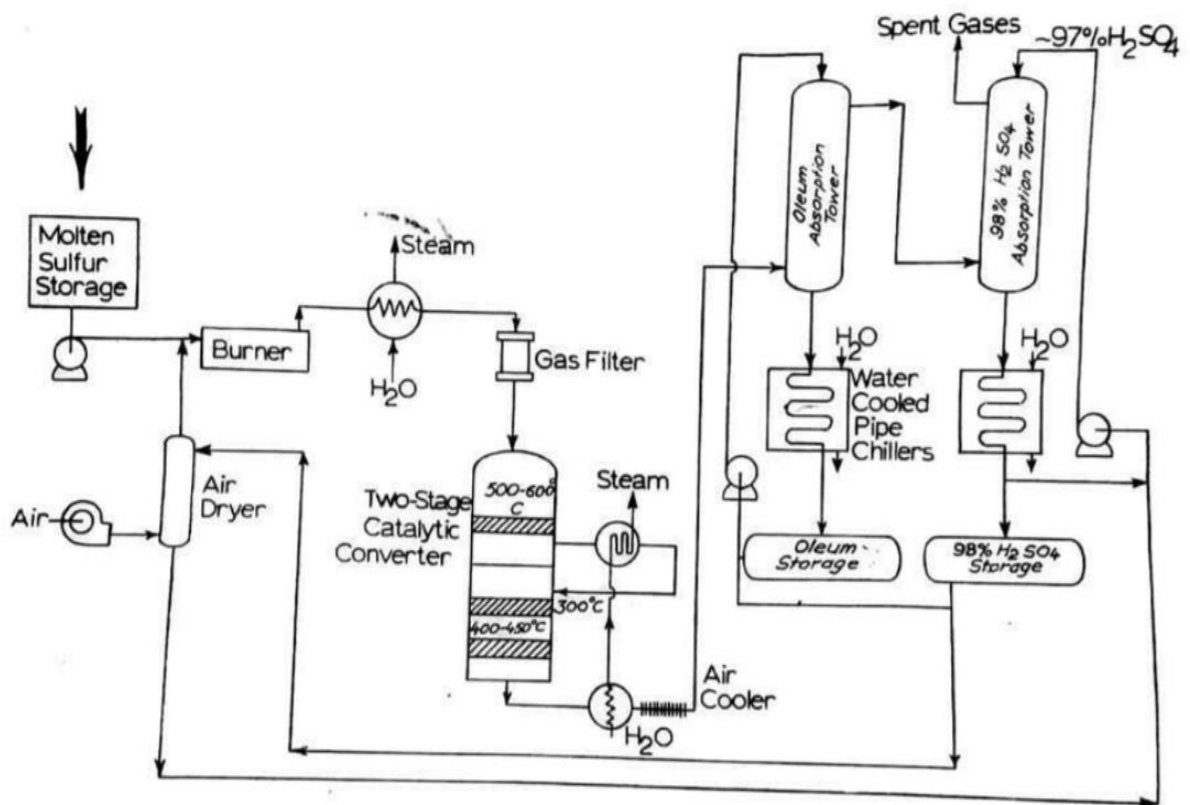 Spent Gases
~97%H2SO4
Oleum
Absorption
Tower
98% H2 SO4
Absorption Tower
Molten
Sulfur
Storage
Steam
Burner
H2O
Gas Filter
H2O
Water
Cooled
Pipe
Chillers
H2O
Air
Air
Dryer
Two-Stage
Catalytic
Converter
500-600°
C
Steam
300°C
400-450°C
Oleum
Storage
98% H2 SO4
Storage
Air
Cooler
H2O